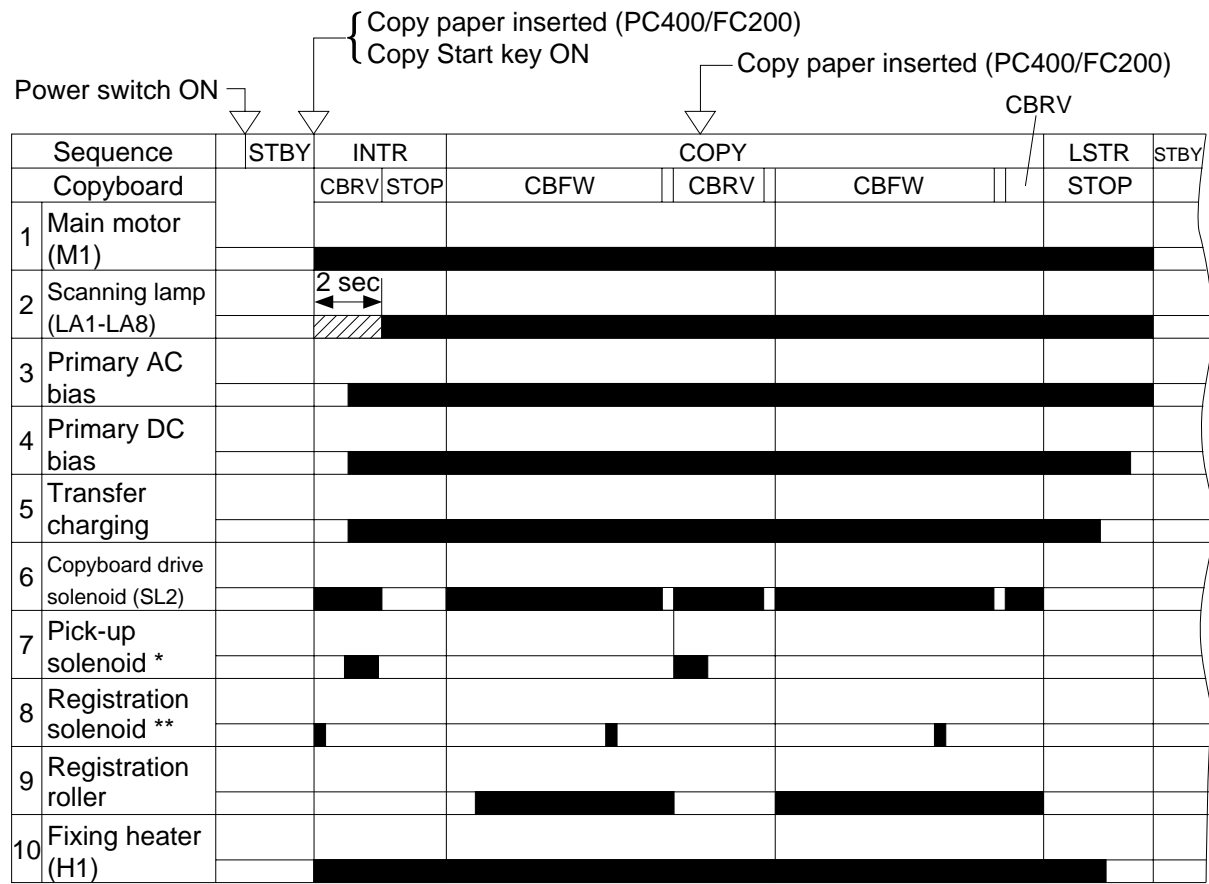 Copy paper inserted (PC400/FC200)
Copy Start key ON
Copy paper inserted (PC400/FC200)
Power switch ON
CBRV
Sequence STBY INTR COPY LSTR STBY
Copyboard CBRV STOP CBFW CBRV CBFW STOP
1 Main motor
(M1)
2 sec
2 Scanning lamp
(LA1-LA8)
3 Primary AC
bias
4 Primary DC
bias
5 Transfer
charging
6 Copyboard drive
solenoid (SL2)
7 Pick-up
solenoid *
8 Registration
solenoid **
9 Registration
roller
10 Fixing heater
(H1)